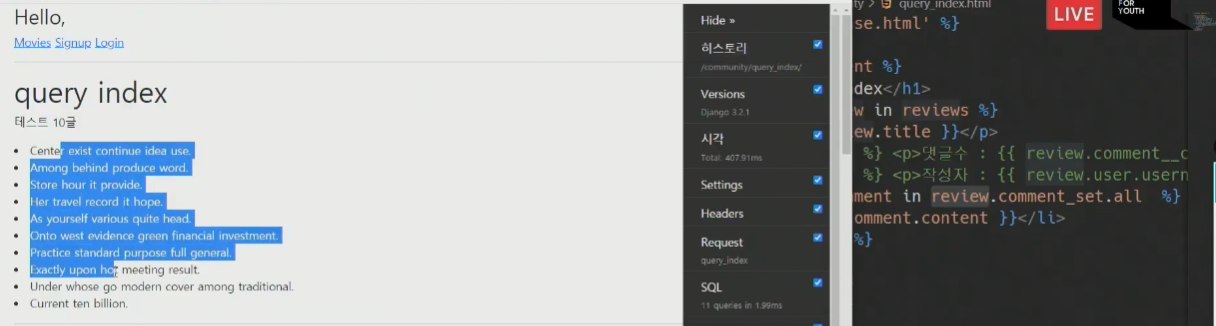 Hello,
Movies Signup Login
query index
테스트 10글
Center exist continue idea use.
Among behind produce word.
Store hour it provide.
Her travel record it hope.
As yourself various quite head.
Onto west evidence green financial investment.
Practice standard purpose full general.
Exactly upon hor meeting result.
Under whose go modern cover among traditional.
Current ten billion.
Hide »
히스토리
/community/query_index/
Versions
Django 3.2.1
시각
Total: 407.91ms
Settings
Headers
Request
query_index
SQL
11 queries in 1.99ms
ty > query_index.html
se.html' %}
nt %}
dex</h1>
w in reviews %}
ew.title }}</p>
%} <p>댓글수 : {{ review.comment__c
%} <p>작성자 : {{ review.user.usern
mment in review.comment_set.all %}
omment.content }}</li>
%}
LIVE
FOR
YOUTH